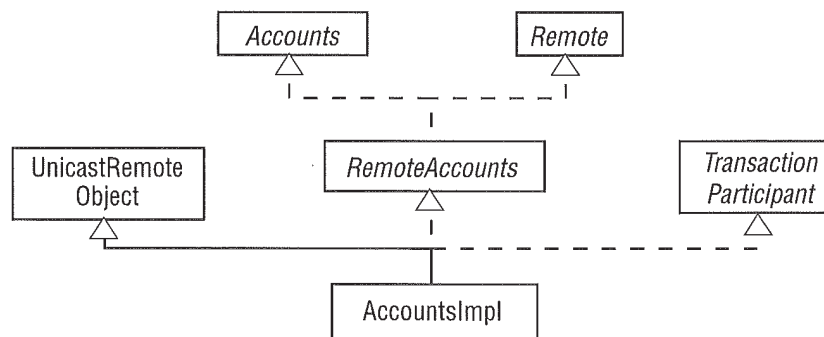 Accounts
Remote
UnicastRemote
Object
RemoteAccounts
Transaction
Participant
AccountsImpl